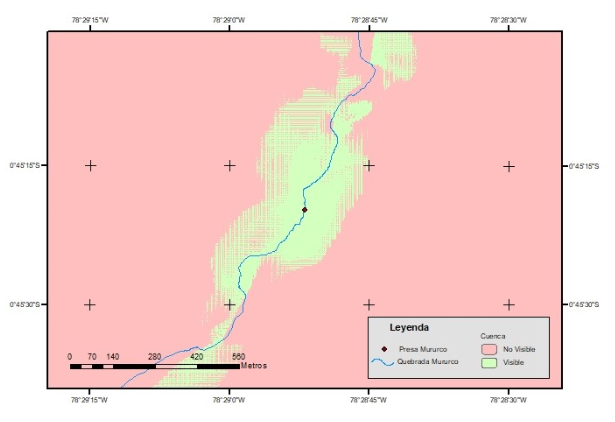 78°29'15"W 78°29'0"W 78°28'45"W 78°28'30"W
0°45'15"S 0°45'15"S
0°45'30"S 0°45'30"S
Leyenda
Presa Mururco
Quebrada Mururco
Cuenca
No Visible
Visible
0 70 140 280 420 560
Metros
78°29'15"W 78°29'0"W 78°28'45"W 78°28'30"W